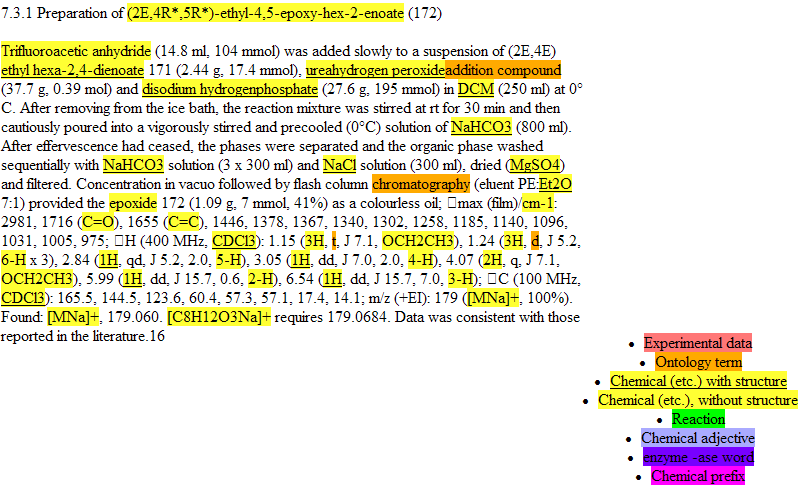 7.3.1 Preparation of (2E,4R*,5R*)-ethyl-4,5-epoxy-hex-2-enoate (172)
Trifluoroacetic anhydride (14.8 ml, 104 mmol) was added slowly to a suspension of (2E,4E)
ethyl hexa-2,4-dienoate 171 (2.44 g, 17.4 mmol), ureahydrogen peroxideaddition compound
(37.7 g, 0.39 mol) and disodium hydrogenphosphate (27.6 g, 195 mmol) in DCM (250 ml) at 0°
C. After removing from the ice bath, the reaction mixture was stirred at rt for 30 min and then
cautiously poured into a vigorously stirred and precooled (0°C) solution of NaHCO3 (800 ml).
After effervescence had ceased, the phases were separated and the organic phase washed
sequentially with NaHCO3 solution (3 x 300 ml) and NaCl solution (300 ml), dried (MgSO4)
and filtered. Concentration in vacuo followed by flash column chromatography (eluent PE:Et2O
7:1) provided the epoxide 172 (1.09 g, 7 mmol, 41%) as a colourless oil; □max (film)/cm-1:
2981, 1716 (C=O), 1655 (C=C), 1446, 1378, 1367, 1340, 1302, 1258, 1185, 1140, 1096,
1031, 1005, 975; □H (400 MHz, CDCl3): 1.15 (3H, t, J 7.1, OCH2CH3), 1.24 (3H, d, J 5.2,
6-H x 3), 2.84 (1H, qd, J 5.2, 2.0, 5-H), 3.05 (1H, dd, J 7.0, 2.0, 4-H), 4.07 (2H, q, J 7.1,
OCH2CH3), 5.99 (1H, dd, J 15.7, 0.6, 2-H), 6.54 (1H, dd, J 15.7, 7.0, 3-H); □C (100 MHz,
CDCl3): 165.5, 144.5, 123.6, 60.4, 57.3, 57.1, 17.4, 14.1; m/z (+EI): 179 ([MNa]+, 100%).
Found: [MNa]+, 179.060. [C8H12O3Na]+ requires 179.0684. Data was consistent with those
reported in the literature.16
• Experimental data
• Ontology term
• Chemical (etc.) with structure
• Chemical (etc.), without structure
• Reaction
• Chemical adjective
• enzyme -ase word
• Chemical prefix